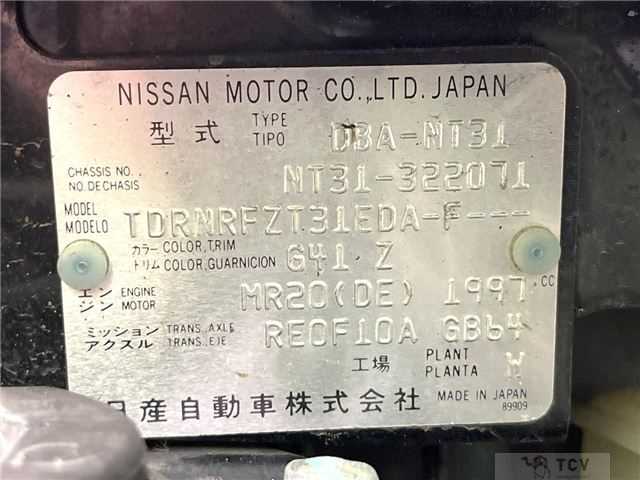 NISSAN MOTOR CO.,LTD. JAPAN
型式 TYPE TIPO DBA-NT31
CHASSIS NO. NO. DE CHASIS NT31-322071
MODEL MODELO TDRNRFZT31EDA-F---
カラー COLOR,TRIM
トリム COLOR,GUARNICION G41 Z
エンジン ENGINE MOTOR MR20(DE) 1997 CC
ミッション TRANS. AXLE
アクスル TRANS.EJE RE0F10A GB64
工場 PLANT PLANTA W
日産自動車株式会社 MADE IN JAPAN
89909
TCV